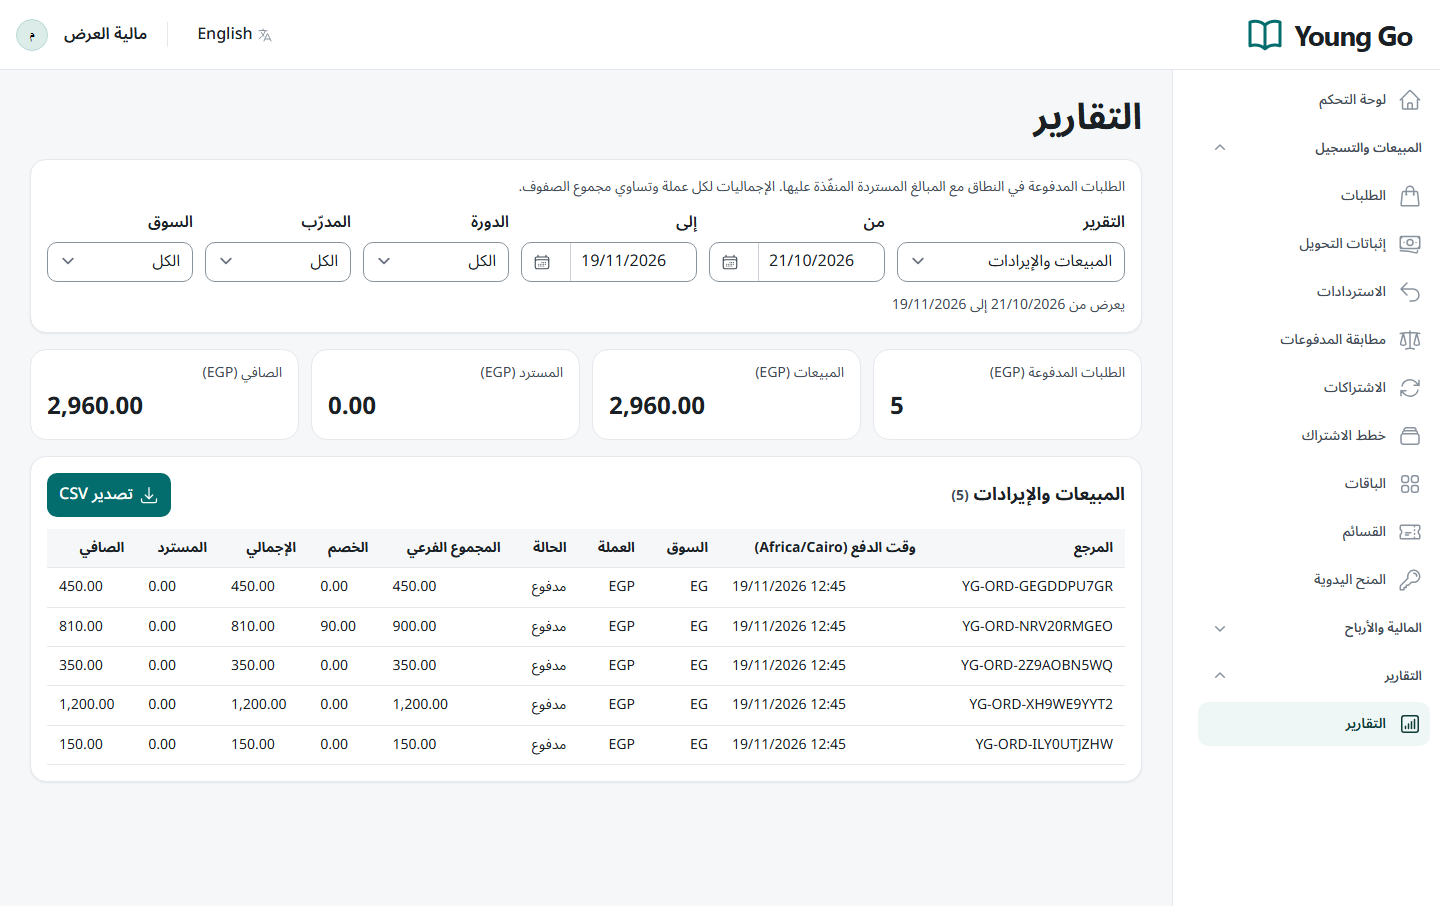 Young Go
English
مالية العرض
م
لوحة التحكم
المبيعات والتسجيل
الطلبات
إثباتات التحويل
الاستردادات
مطابقة المدفوعات
الاشتراكات
خطط الاشتراك
الباقات
القسائم
المنح اليدوية
المالية والأرباح
التقارير
التقارير
التقارير
الطلبات المدفوعة في النطاق مع المبالغ المستردة المنفّذة عليها. الإجماليات لكل عملة وتساوي مجموع الصفوف.
التقرير من إلى الدورة المدرّب السوق
المبيعات والإيرادات 21/10/2026 19/11/2026 الكل الكل الكل
يعرض من 21/10/2026 إلى 19/11/2026
الطلبات المدفوعة (EGP) المبيعات (EGP) المسترد (EGP) الصافي (EGP)
5 2,960.00 0.00 2,960.00
المبيعات والإيرادات (5)
تصدير CSV
المرجع وقت الدفع (Africa/Cairo) السوق العملة الحالة المجموع الفرعي الخصم الإجمالي المسترد الصافي
YG-ORD-GEGDDPU7GR 19/11/2026 12:45 EG EGP مدفوع 450.00 0.00 450.00 0.00 450.00
YG-ORD-NRV20RMGEO 19/11/2026 12:45 EG EGP مدفوع 900.00 90.00 810.00 0.00 810.00
YG-ORD-2Z9AOBN5WQ 19/11/2026 12:45 EG EGP مدفوع 350.00 0.00 350.00 0.00 350.00
YG-ORD-XH9WE9YYT2 19/11/2026 12:45 EG EGP مدفوع 1,200.00 0.00 1,200.00 0.00 1,200.00
YG-ORD-ILY0UTJZHW 19/11/2026 12:45 EG EGP مدفوع 150.00 0.00 150.00 0.00 150.00